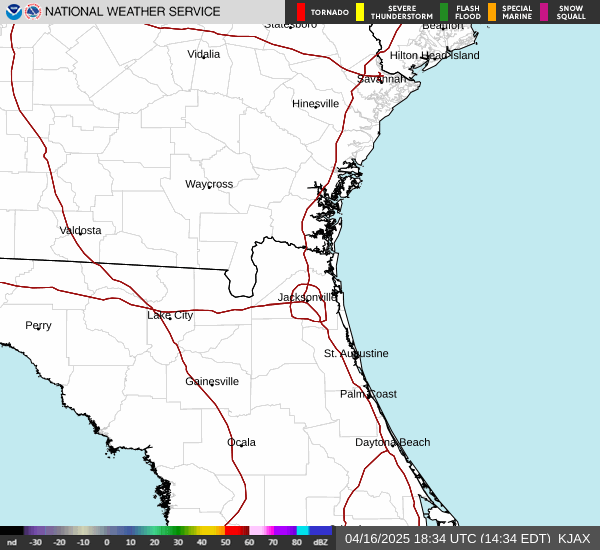 NATIONAL WEATHER SERVICE
TORNADO
SEVERE THUNDERSTORM
FLASH FLOOD
SPECIAL MARINE
SNOW SQUALL
Statesboro
Beaufort
Vidalia
Hilton Head Island
Savannah
Hinesville
Waycross
Valdosta
Jacksonville
Lake City
Perry
St. Augustine
Gainesville
Palm Coast
Ocala
Daytona Beach
nd -30 -20 -10 0 10 20 30 40 50 60 70 80 dBZ
04/16/2025 18:34 UTC (14:34 EDT) KJAX